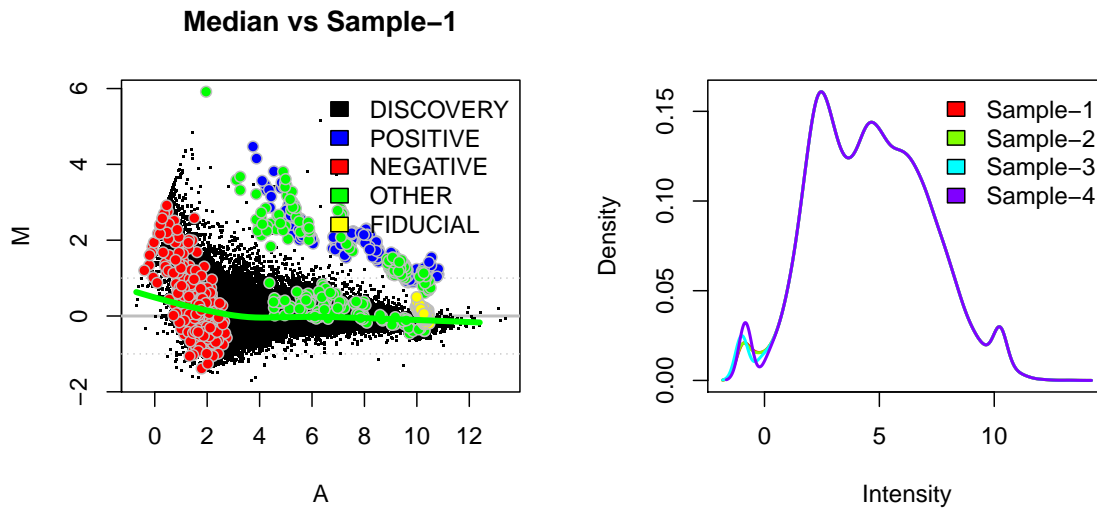 Median vs Sample−1
M
6
4
2
0
−2
0 2 4 6 8 10 12
A
DISCOVERY
POSITIVE
NEGATIVE
OTHER
FIDUCIAL
Density
0.15
0.10
0.05
0.00
0 5 10
Intensity
Sample−1
Sample−2
Sample−3
Sample−4